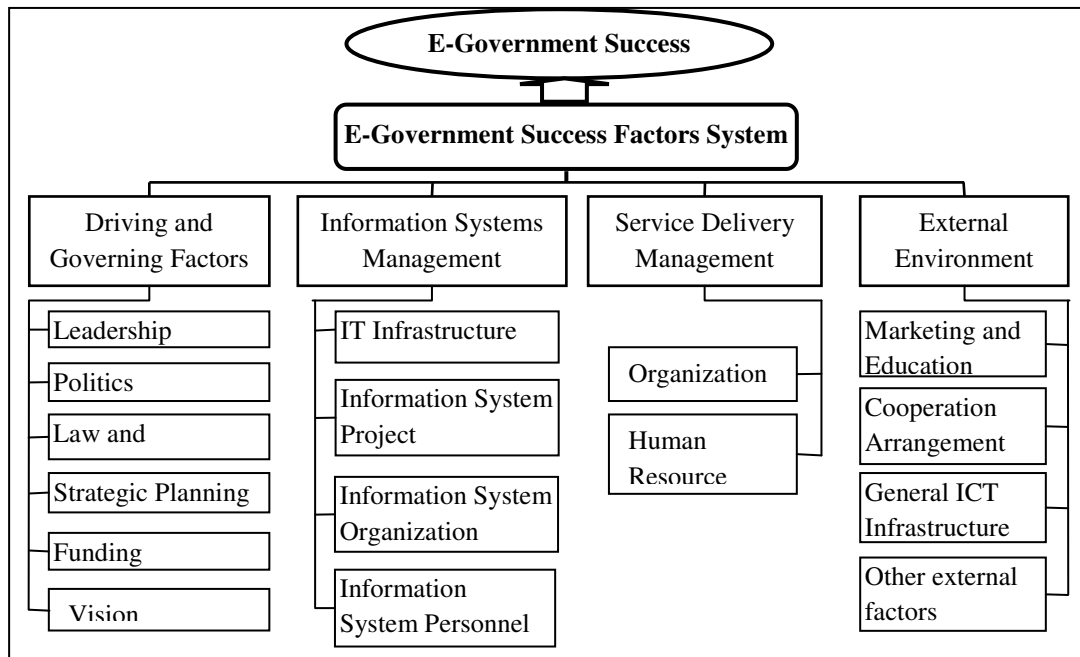 E-Government Success
E-Government Success Factors System
Driving and
Governing Factors
Leadership
Politics
Law and
Strategic Planning
Funding
Vision
Information Systems
Management
IT Infrastructure
Information System
Project
Information System
Organization
Information
System Personnel
Service Delivery
Management
Organization
Human
Resource
External
Environment
Marketing and
Education
Cooperation
Arrangement
General ICT
Infrastructure
Other external
factors